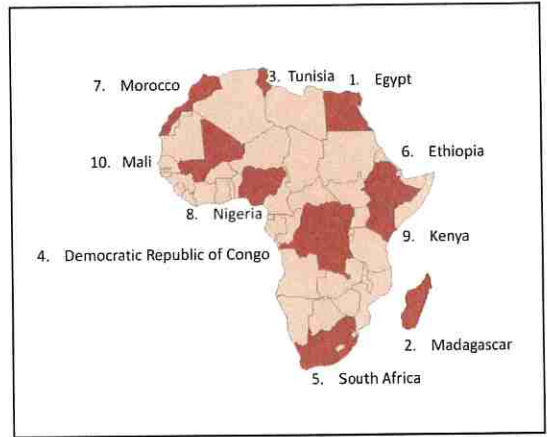 3. Tunisia
1. Egypt
7. Morocco
6. Ethiopia
10. Mali
8. Nigeria
9. Kenya
4. Democratic Republic of Congo
2. Madagascar
5. South Africa